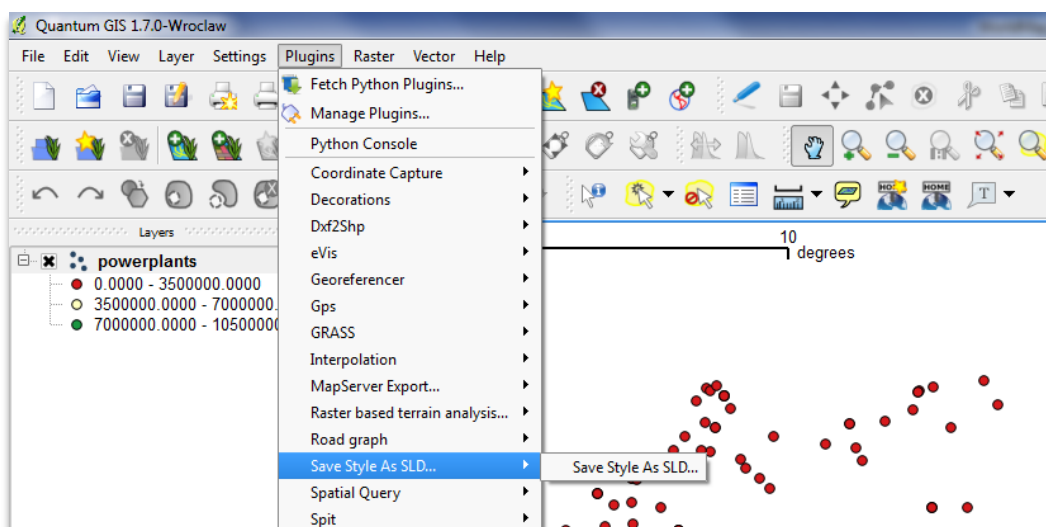 Quantum GIS 1.7.0-Wroclaw
File Edit View Layer Settings Plugins Raster Vector Help
Fetch Python Plugins...
Manage Plugins...
Python Console
Coordinate Capture
Decorations
Dxf2Shp
eVis
Georeferencer
Gps
GRASS
Interpolation
MapServer Export...
Raster based terrain analysis...
Road graph
Save Style As SLD...
Save Style As SLD...
Spatial Query
Spit
Layers
powerplants
0.0000 - 3500000.0000
3500000.0000 - 7000000.
7000000.0000 - 1050000
HOME
T
10
degrees